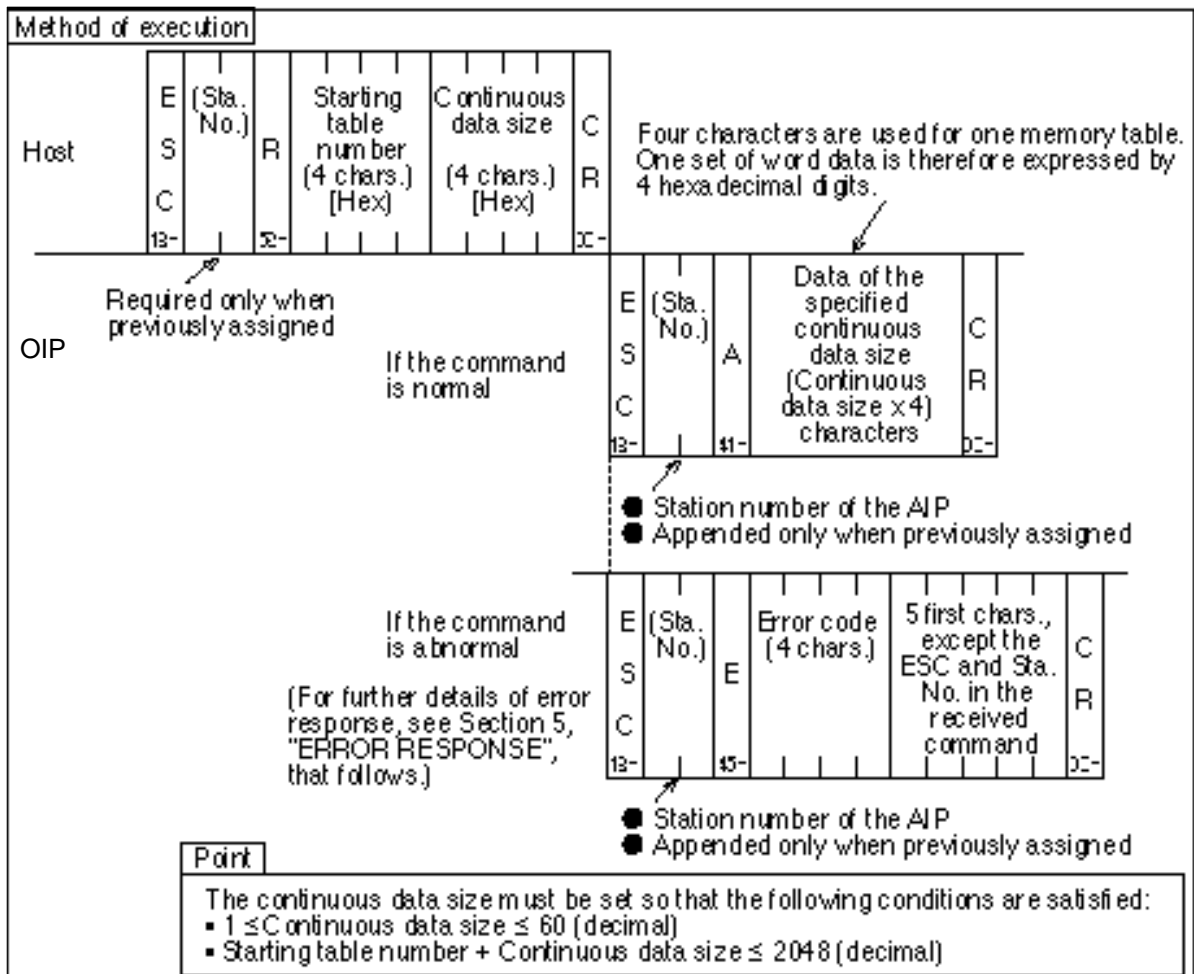 Method of execution
Host
E S C
(Sta. No.)
R
Starting table number (4 chars.) [Hex)
Continuous data size (4 chars.) [Hex)
C R
Four characters are used for one memory table.
One set of word data is therefore expressed by
4 hexadecimal digits.
Required only when
previously assigned
OIP
If the command
is normal
E S C
(Sta. No.)
A
Data of the
specified
continuous
data size
(Continuous
data size x 4)
characters
C R
● Station number of the AIP
● Appended only when previously assigned
If the command
is abnormal
(For further details of error
response, see Section 5,
"ERROR RESPONSE",
that follows.)
E S C
(Sta. No.)
E
Error code
(4 chars.)
5 first chars.,
except the
ESC and Sta.
No. in the
received
command
C R
● Station number of the AIP
● Appended only when previously assigned
Point
The continuous data size must be set so that the following conditions are satisfied:
▪ 1 ≤Continuous data size ≤ 60 (decimal)
▪ Starting table number + Continuous data size ≤ 2048 (decimal)